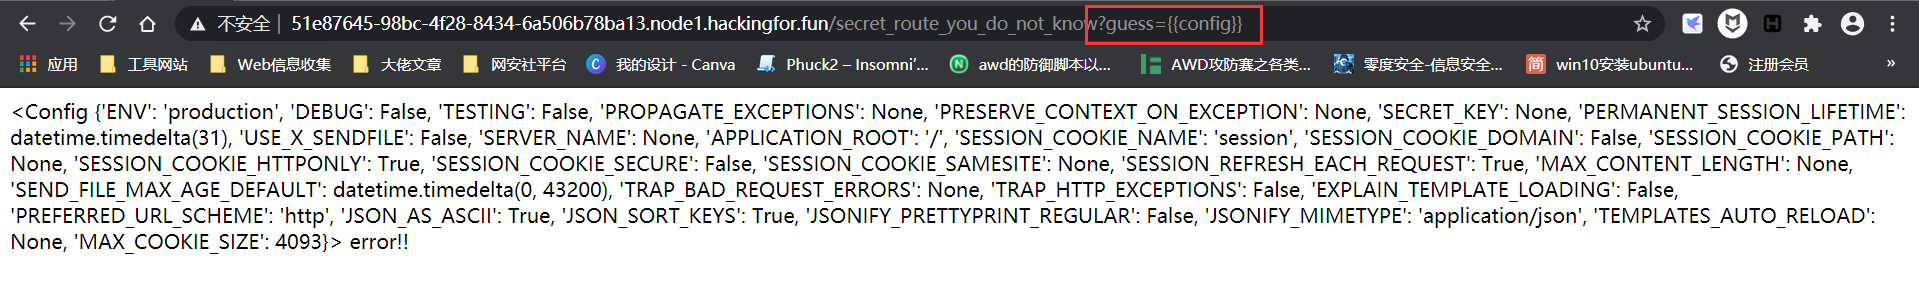 不安全 | 51e87645-98bc-4f28-8434-6a506b78ba13.node1.hackingfor.fun/secret_route_you_do_not_know?guess={{config}}
应用 工具网站 Web信息收集 大佬文章 网安社平台 我的设计 - Canva Phuck2 – Insomni'... awd的防御脚本以... AWD攻防赛之各类... 零度安全-信息安全... win10安装ubuntu... 注册会员 »
<Config {'ENV': 'production', 'DEBUG': False, 'TESTING': False, 'PROPAGATE_EXCEPTIONS': None, 'PRESERVE_CONTEXT_ON_EXCEPTION': None, 'SECRET_KEY': None, 'PERMANENT_SESSION_LIFETIME':
datetime.timedelta(31), 'USE_X_SENDFILE': False, 'SERVER_NAME': None, 'APPLICATION_ROOT': '/', 'SESSION_COOKIE_NAME': 'session', 'SESSION_COOKIE_DOMAIN': False, 'SESSION_COOKIE_PATH':
None, 'SESSION_COOKIE_HTTPONLY': True, 'SESSION_COOKIE_SECURE': False, 'SESSION_COOKIE_SAMESITE': None, 'SESSION_REFRESH_EACH_REQUEST': True, 'MAX_CONTENT_LENGTH': None,
'SEND_FILE_MAX_AGE_DEFAULT': datetime.timedelta(0, 43200), 'TRAP_BAD_REQUEST_ERRORS': None, 'TRAP_HTTP_EXCEPTIONS': False, 'EXPLAIN_TEMPLATE_LOADING': False,
'PREFERRED_URL_SCHEME': 'http', 'JSON_AS_ASCII': True, 'JSON_SORT_KEYS': True, 'JSONIFY_PRETTYPRINT_REGULAR': False, 'JSONIFY_MIMETYPE': 'application/json', 'TEMPLATES_AUTO_RELOAD':
None, 'MAX_COOKIE_SIZE': 4093}> error!!